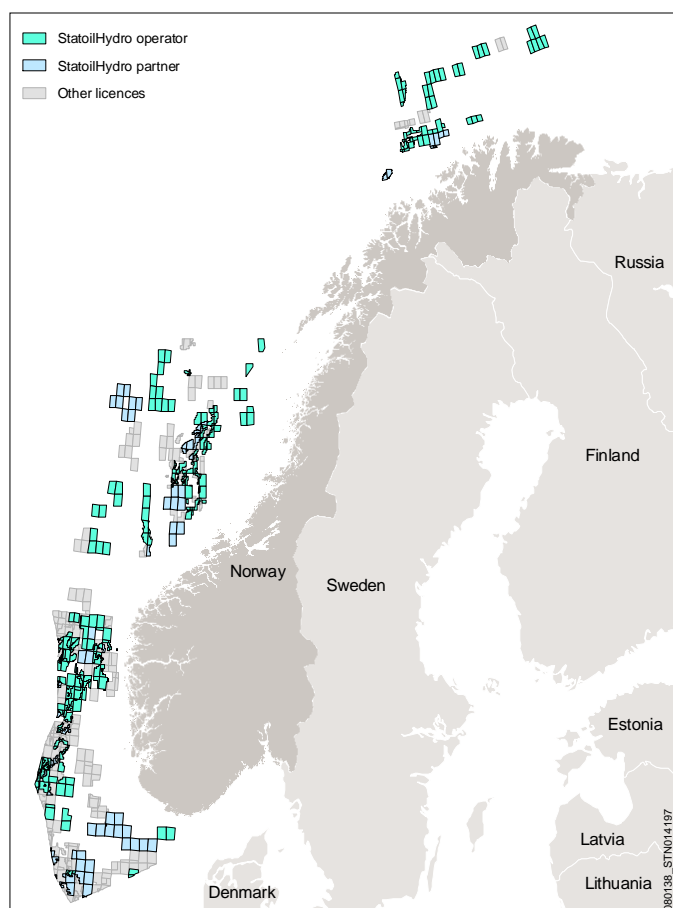 StatoilHydro operator
StatoilHydro partner
Other licences
Russia
Finland
Norway
Sweden
Estonia
Latvia
Lithuania
Denmark
080138_STN014197